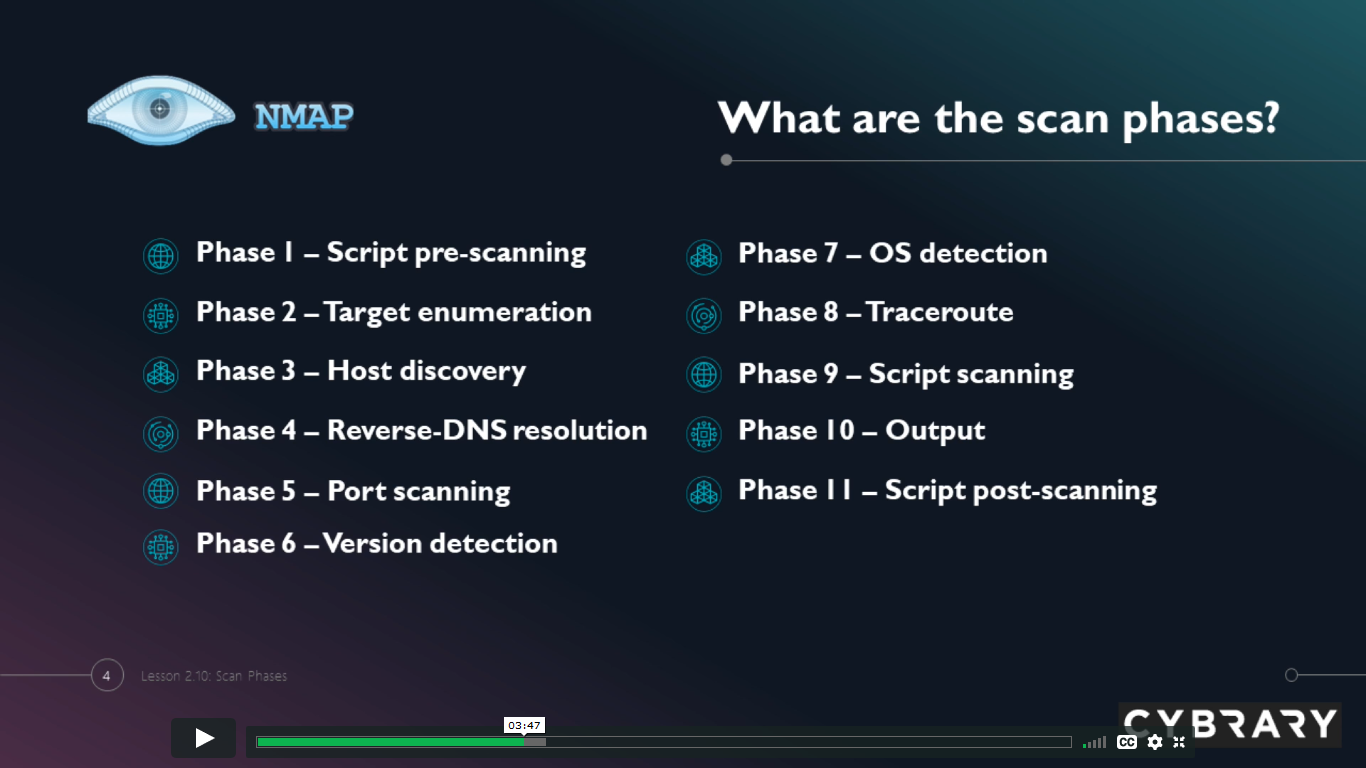 NMAP
What are the scan phases?
Phase 1 – Script pre-scanning
Phase 2 – Target enumeration
Phase 3 – Host discovery
Phase 4 – Reverse-DNS resolution
Phase 5 – Port scanning
Phase 6 – Version detection
Phase 7 – OS detection
Phase 8 – Traceroute
Phase 9 – Script scanning
Phase 10 – Output
Phase 11 – Script post-scanning
4
Lesson 2.10: Scan Phases
CYBRARY
03:47
CC